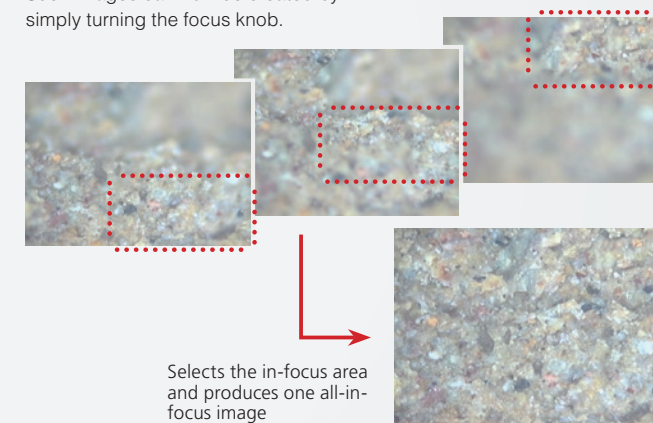 simply turning the focus knob.
Selects the in-focus area
and produces one all-in-
focus image